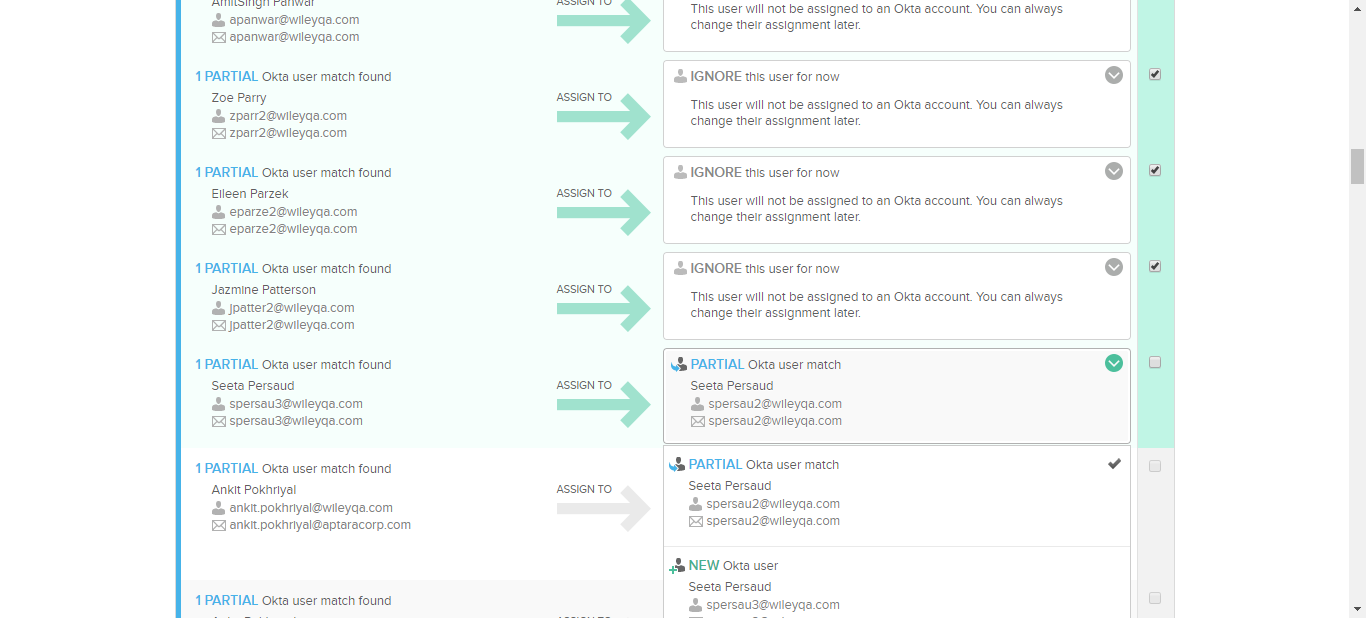 AmitSingh Panwar
apanwar@wileyqa.com
apanwar@wileyqa.com
ASSIGN TO
This user will not be assigned to an Okta account. You can always
change their assignment later.
1 PARTIAL Okta user match found
Zoe Parry
zparr2@wileyqa.com
zparr2@wileyqa.com
ASSIGN TO
IGNORE this user for now
This user will not be assigned to an Okta account. You can always
change their assignment later.
1 PARTIAL Okta user match found
Eileen Parzek
eparze2@wileyqa.com
eparze2@wileyqa.com
ASSIGN TO
IGNORE this user for now
This user will not be assigned to an Okta account. You can always
change their assignment later.
1 PARTIAL Okta user match found
Jazmine Patterson
jpatter2@wileyqa.com
jpatter2@wileyqa.com
ASSIGN TO
IGNORE this user for now
This user will not be assigned to an Okta account. You can always
change their assignment later.
1 PARTIAL Okta user match found
Seeta Persaud
spersau3@wileyqa.com
spersau3@wileyqa.com
ASSIGN TO
PARTIAL Okta user match
Seeta Persaud
spersau2@wileyqa.com
spersau2@wileyqa.com
1 PARTIAL Okta user match found
Ankit Pokhriyal
ankit.pokhriyal@wileyqa.com
ankit.pokhriyal@aptaracorp.com
ASSIGN TO
PARTIAL Okta user match
Seeta Persaud
spersau2@wileyqa.com
spersau2@wileyqa.com
NEW Okta user
Seeta Persaud
spersau3@wileyqa.com
1 PARTIAL Okta user match found